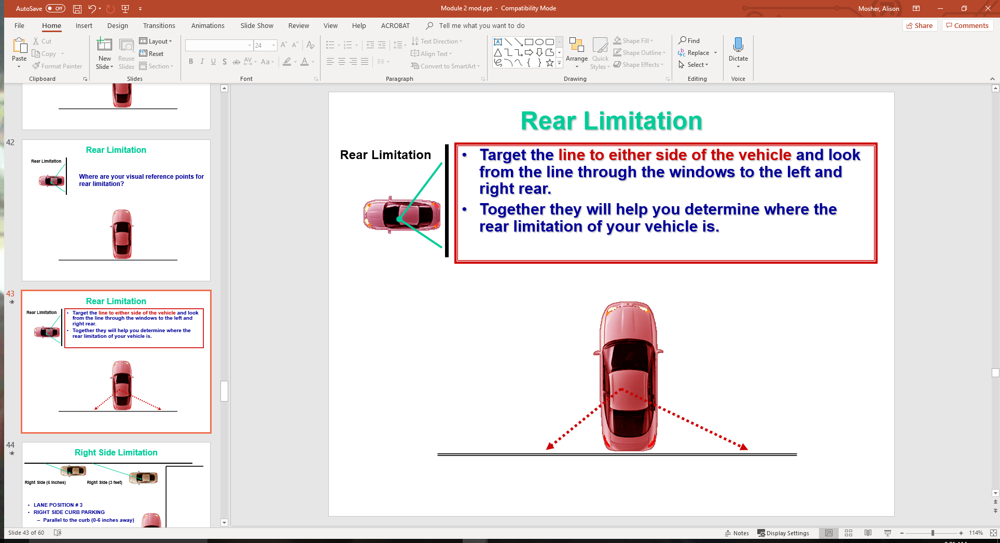 AutoSave Off
Module 2 mod.ppt - Compatibility Mode
Mosher, Alison
File Home Insert Design Transitions Animations Slide Show Review View Help ACROBAT Tell me what you want to do
Share Comments
Paste
Cut
Copy
Format Painter
Clipboard
New Slide
Reuse Slides
Layout
Reset
Section
Slides
24
B I U S ab AV Aa A
Font
Text Direction
Align Text
Convert to SmartArt
Paragraph
Arrange
Quick Styles
Shape Fill
Shape Outline
Shape Effects
Drawing
Find
Replace
Select
Editing
Dictate
Voice
42
Rear Limitation
Rear Limitation
Where are your visual reference points for
rear limitation?
43
Rear Limitation
Rear Limitation
• Target the line to either side of the vehicle and look
from the line through the windows to the left and
right rear.
• Together they will help you determine where the
rear limitation of your vehicle is.
44
Right Side Limitation
Right Side (6 inches)
Right Side (3 feet)
• LANE POSITION # 3
• RIGHT SIDE CURB PARKING
– Parallel to the curb (0-6 inches away)
Rear Limitation
Rear Limitation
• Target the line to either side of the vehicle and look
from the line through the windows to the left and
right rear.
• Together they will help you determine where the
rear limitation of your vehicle is.
Slide 43 of 60
Notes
Display Settings
114%